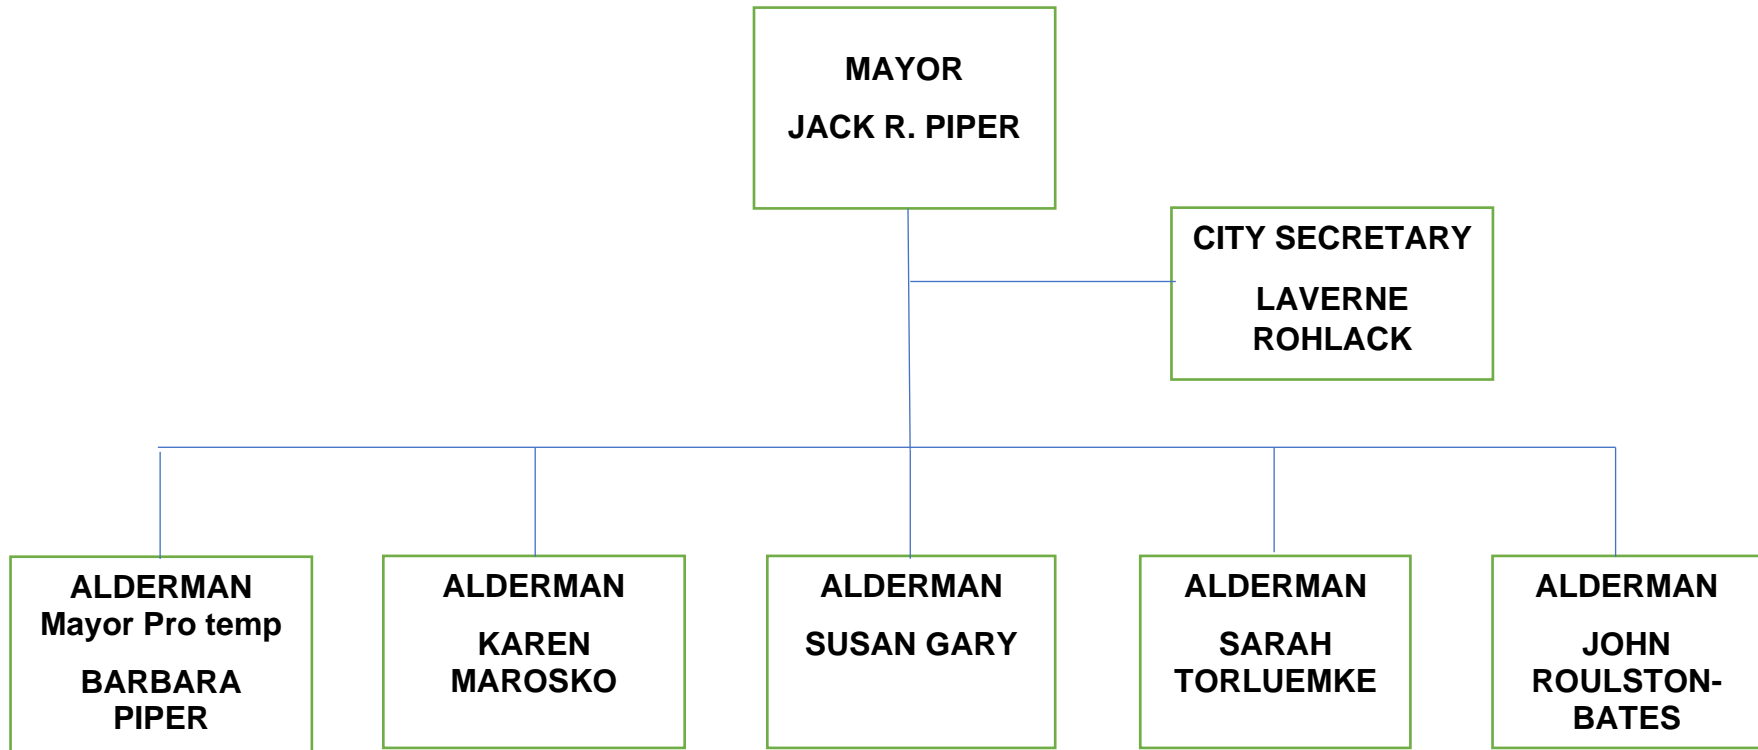 MAYOR
JACK R. PIPER
CITY SECRETARY
LAVERNE
ROHLACK
ALDERMAN
Mayor Pro temp
BARBARA
PIPER
ALDERMAN
KAREN
MAROSKO
ALDERMAN
SUSAN GARY
ALDERMAN
SARAH
TORLUEMKE
ALDERMAN
JOHN
ROULSTON-
BATES